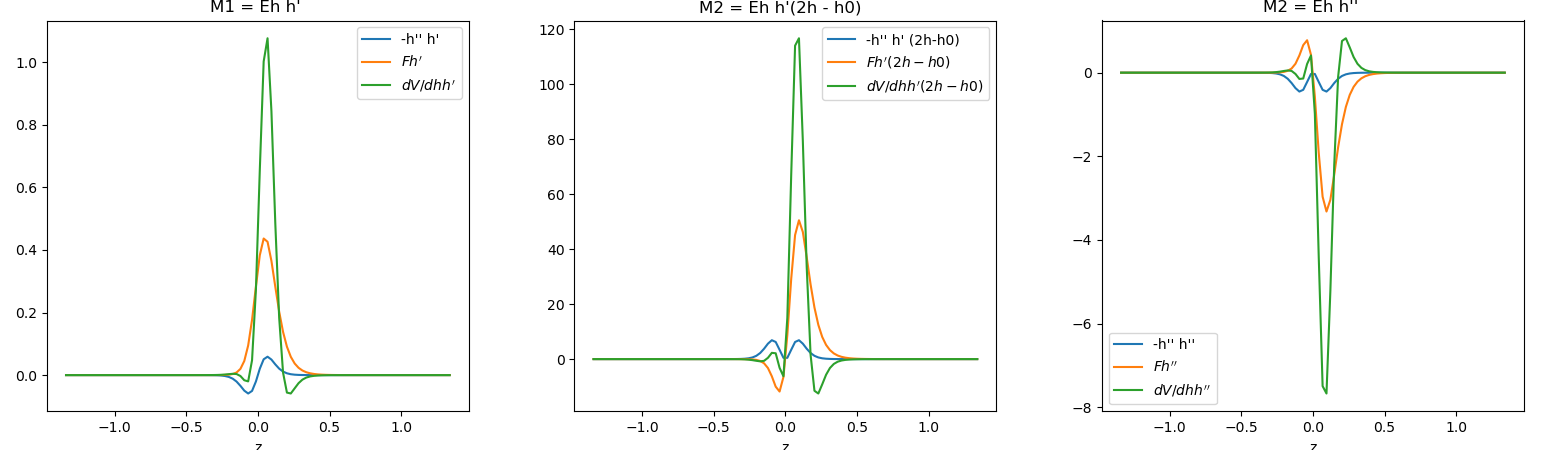 M1 = Eh h'
-h'' h'
Fh′
dV/dhh′
1.0
0.8
0.6
0.4
0.2
0.0
-1.0 -0.5 0.0 0.5 1.0
z
M2 = Eh h'(2h - h0)
-h'' h' (2h-h0)
Fh′(2h − h0)
dV/dhh′(2h − h0)
120
100
80
60
40
20
0
-1.0 -0.5 0.0 0.5 1.0
z
M2 = Eh h''
-h'' h''
Fh″
dV/dhh″
0
−2
−4
−6
−8
-1.0 -0.5 0.0 0.5 1.0
z